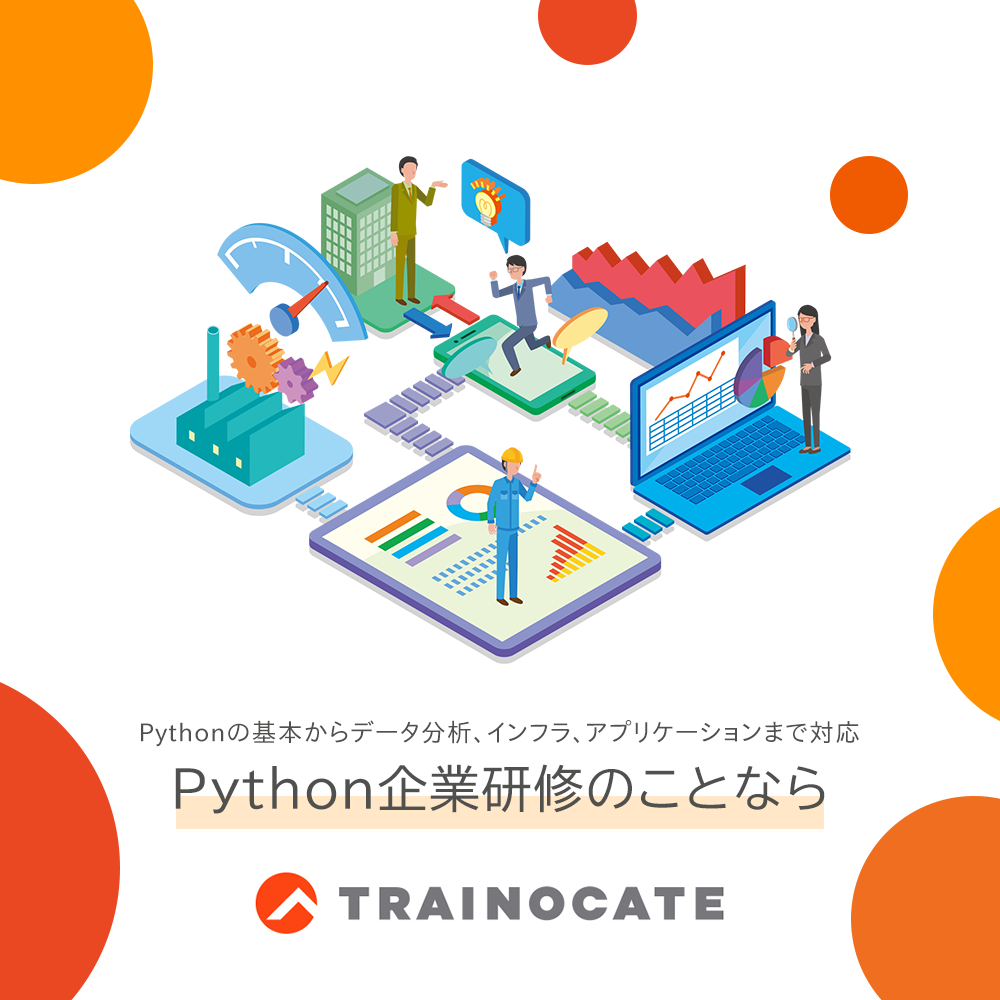 Pythonの基本からデータ分析、インフラ、アプリケーションまで対応
Python企業研修のことなら
TRAINOCATE